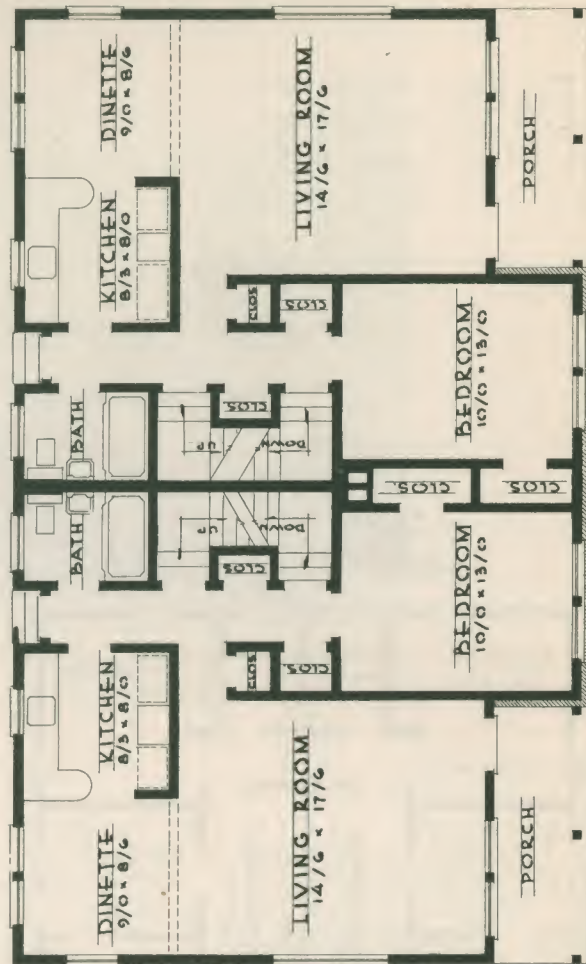 DINETTE
9/0 × 8/6
LIVING ROOM
14/6 × 17/6
PORCH
KITCHEN
8/3 × 8/0
CLOS.
CLOS.
BATH
CLOS.
UP
DOWN
BEDROOM
10/0 × 13/0
CLOS.
CLOS.
BATH
UP
DOWN
CLOS.
BEDROOM
10/0 × 13/0
CLOS.
CLOS.
KITCHEN
8/3 × 8/0
DINETTE
9/0 × 8/6
LIVING ROOM
14/6 × 17/6
PORCH